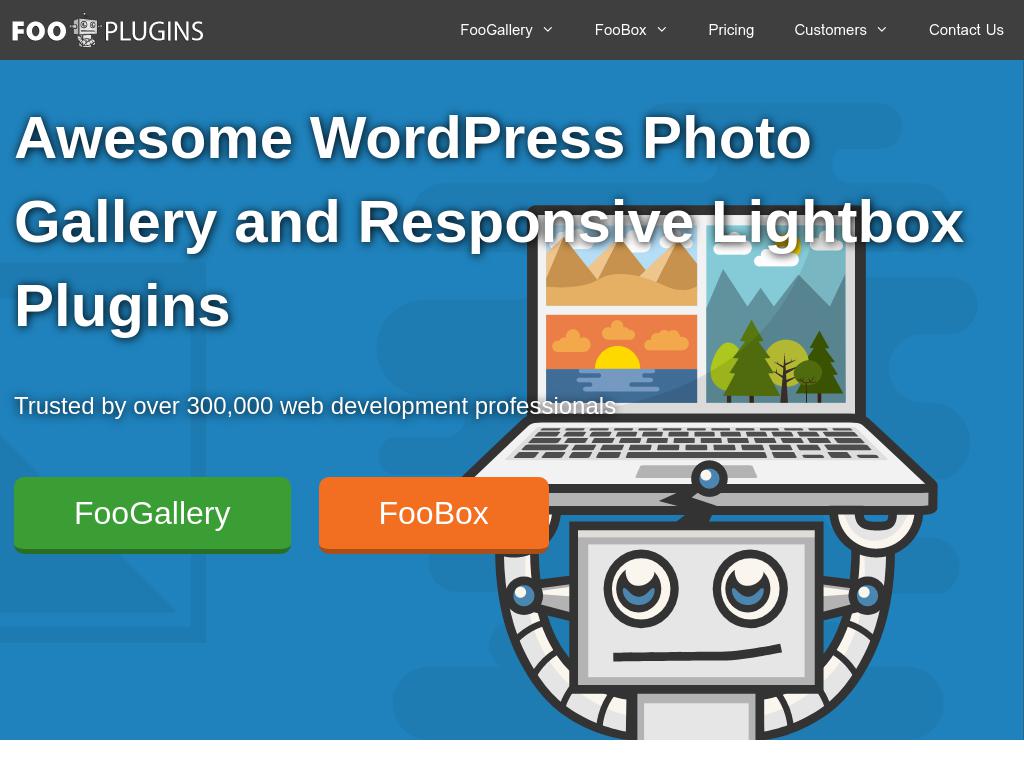 FOO PLUGINS
FooGallery
FooBox
Pricing
Customers
Contact Us
Awesome WordPress Photo
Gallery and Responsive Lightbox
Plugins
Trusted by over 300,000 web development professionals
FooGallery
FooBox